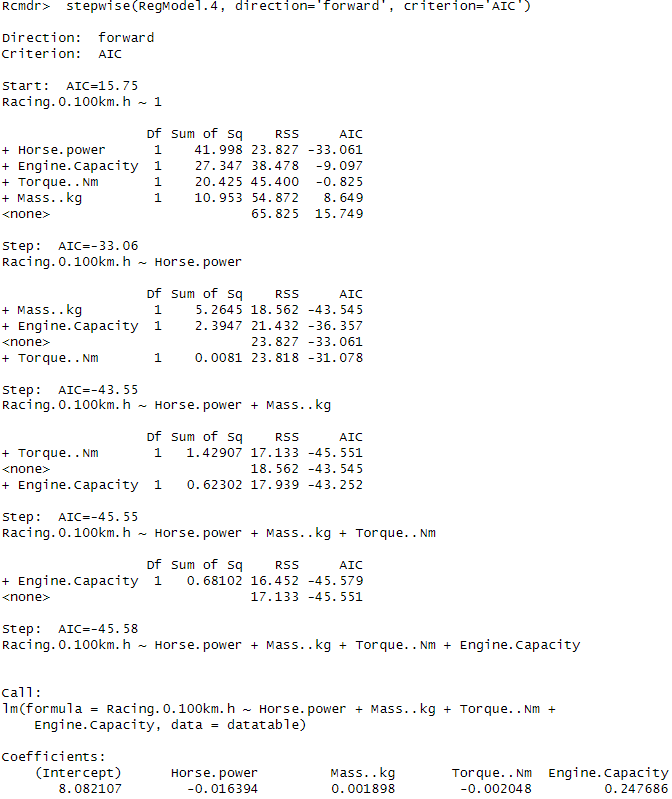 Rcmdr>  stepwise(RegModel.4, direction='forward', criterion='AIC')
Direction:  forward
Criterion:  AIC
Start:  AIC=15.75
Racing.0.100km.h ~ 1
                  Df Sum of Sq    RSS     AIC
+ Horse.power      1    41.998 23.827 -33.061
+ Engine.Capacity  1    27.347 38.478  -9.097
+ Torque..Nm       1    20.425 45.400  -0.825
+ Mass..kg         1    10.953 54.872   8.649
<none>                         65.825  15.749
Step:  AIC=-33.06
Racing.0.100km.h ~ Horse.power
                  Df Sum of Sq    RSS     AIC
+ Mass..kg         1    5.2645 18.562 -43.545
+ Engine.Capacity  1    2.3947 21.432 -36.357
<none>                         23.827 -33.061
+ Torque..Nm       1    0.0081 23.818 -31.078
Step:  AIC=-43.55
Racing.0.100km.h ~ Horse.power + Mass..kg
                  Df Sum of Sq    RSS     AIC
+ Torque..Nm       1   1.42907 17.133 -45.551
<none>                         18.562 -43.545
+ Engine.Capacity  1   0.62302 17.939 -43.252
Step:  AIC=-45.55
Racing.0.100km.h ~ Horse.power + Mass..kg + Torque..Nm
                  Df Sum of Sq    RSS     AIC
+ Engine.Capacity  1   0.68102 16.452 -45.579
<none>                         17.133 -45.551
Step:  AIC=-45.58
Racing.0.100km.h ~ Horse.power + Mass..kg + Torque..Nm + Engine.Capacity
Call:
lm(formula = Racing.0.100km.h ~ Horse.power + Mass..kg + Torque..Nm +
    Engine.Capacity, data = datatable)
Coefficients:
    (Intercept)      Horse.power         Mass..kg       Torque..Nm  Engine.Capacity
       8.082107        -0.016394         0.001898        -0.002048         0.247686